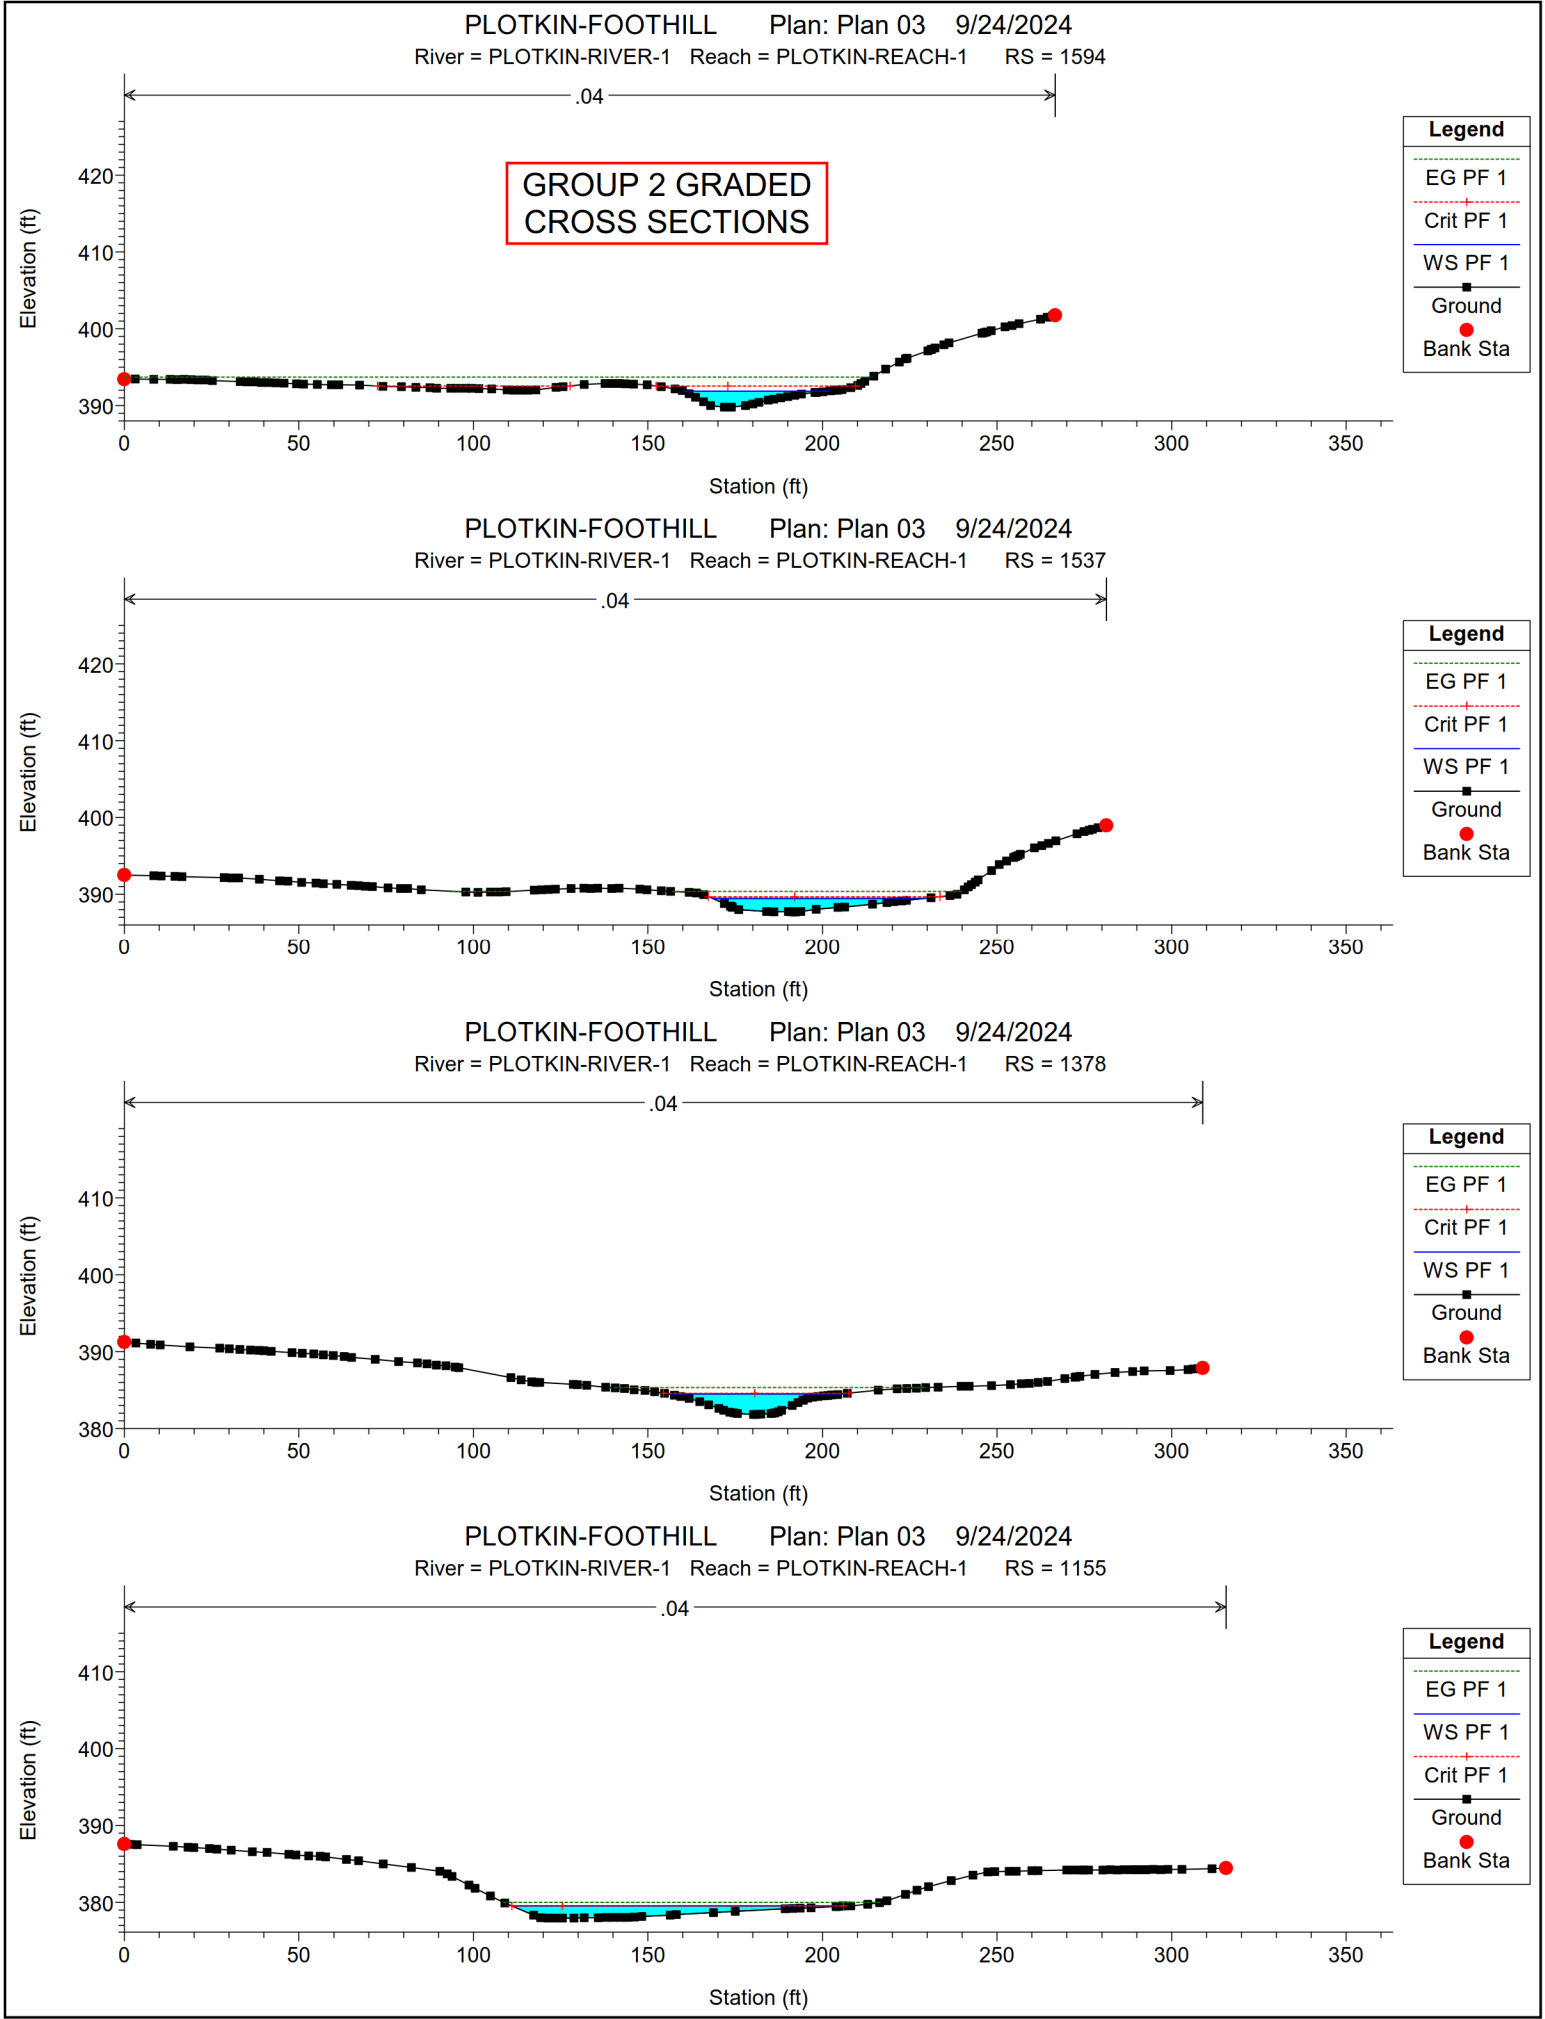 PLOTKIN-FOOTHILL Plan: Plan 03 9/24/2024
River = PLOTKIN-RIVER-1 Reach = PLOTKIN-REACH-1 RS = 1594
.04
GROUP 2 GRADED
CROSS SECTIONS
Elevation (ft)
420
410
400
390
0 50 100 150 200 250 300 350
Station (ft)
Legend
EG PF 1
Crit PF 1
WS PF 1
Ground
Bank Sta
PLOTKIN-FOOTHILL Plan: Plan 03 9/24/2024
River = PLOTKIN-RIVER-1 Reach = PLOTKIN-REACH-1 RS = 1537
.04
Elevation (ft)
420
410
400
390
0 50 100 150 200 250 300 350
Station (ft)
Legend
EG PF 1
Crit PF 1
WS PF 1
Ground
Bank Sta
PLOTKIN-FOOTHILL Plan: Plan 03 9/24/2024
River = PLOTKIN-RIVER-1 Reach = PLOTKIN-REACH-1 RS = 1378
.04
Elevation (ft)
410
400
390
380
0 50 100 150 200 250 300 350
Station (ft)
Legend
EG PF 1
Crit PF 1
WS PF 1
Ground
Bank Sta
PLOTKIN-FOOTHILL Plan: Plan 03 9/24/2024
River = PLOTKIN-RIVER-1 Reach = PLOTKIN-REACH-1 RS = 1155
.04
Elevation (ft)
410
400
390
380
0 50 100 150 200 250 300 350
Station (ft)
Legend
EG PF 1
WS PF 1
Crit PF 1
Ground
Bank Sta